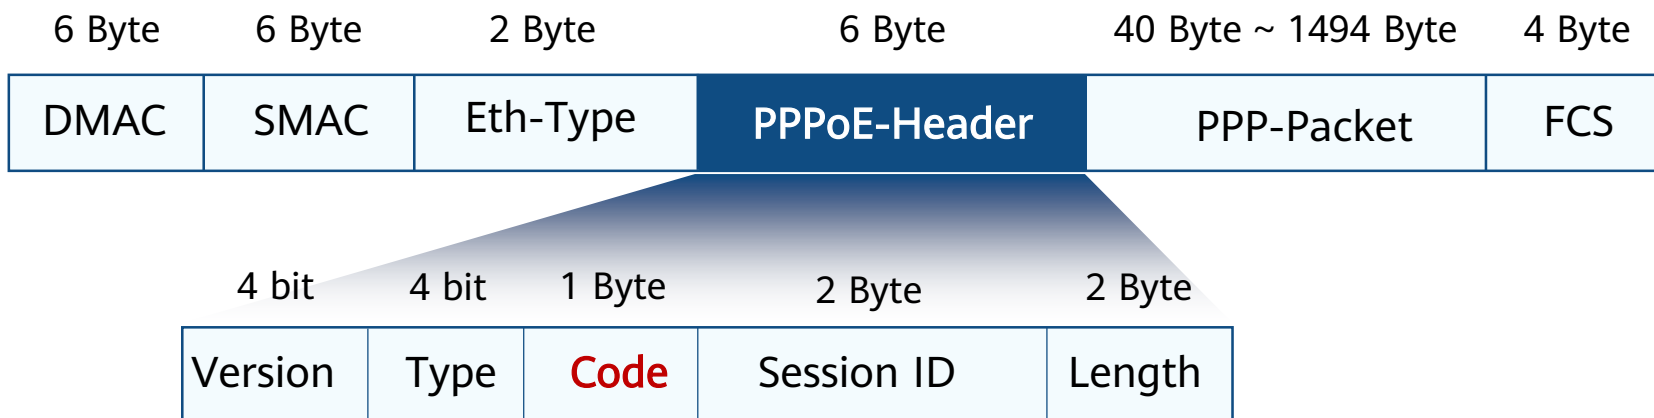 6 Byte 6 Byte 2 Byte 6 Byte 40 Byte ~ 1494 Byte 4 Byte
DMAC SMAC Eth-Type PPPoE-Header PPP-Packet FCS
4 bit 4 bit 1 Byte 2 Byte 2 Byte
Version Type Code Session ID Length